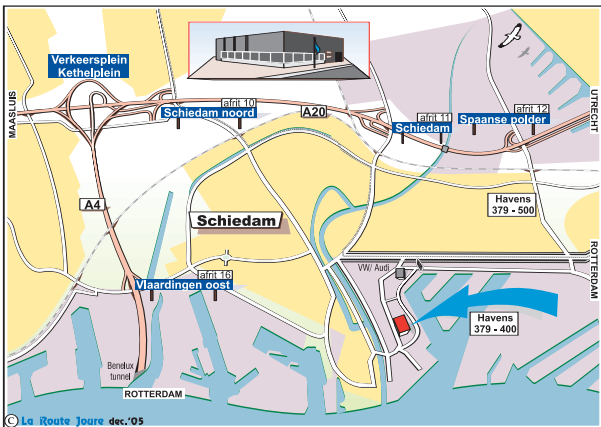 Verkeersplein
Kethelplein
MAASLUIS
afrit 10
Schiedam noord
A20
afrit 11
Schiedam
afrit 12
Spaanse polder
UTRECHT
A4
Schiedam
Havens
379 - 500
ROTTERDAM
VW/ Audi
afrit 16
Vlaardingen oost
Havens
379 - 400
Benelux
tunnel
ROTTERDAM
© La Route Joure dec.'05